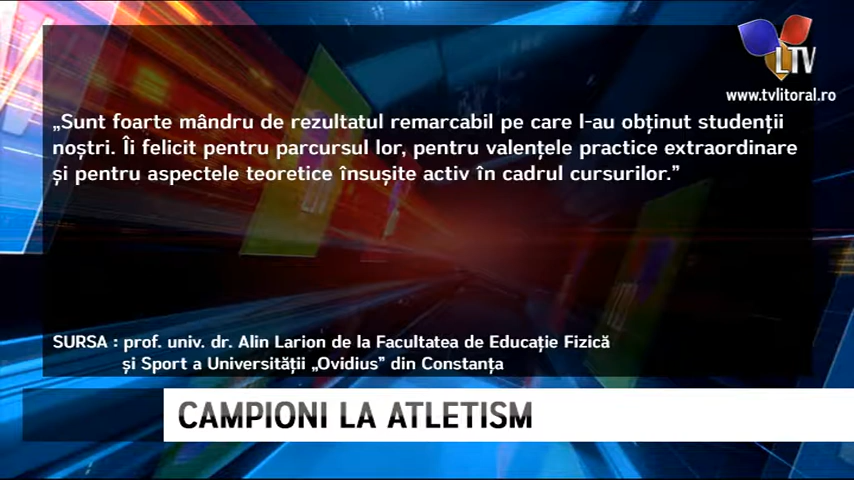 LTV
www.tvlitoral.ro
„Sunt foarte mândru de rezultatul remarcabil pe care l-au obținut studenții
noștri. Îi felicit pentru parcursul lor, pentru valențele practice extraordinare
și pentru aspectele teoretice însușite activ în cadrul cursurilor.”
SURSA : prof. univ. dr. Alin Larion de la Facultatea de Educație Fizică
și Sport a Universității „Ovidius” din Constanța
CAMPIONI LA ATLETISM